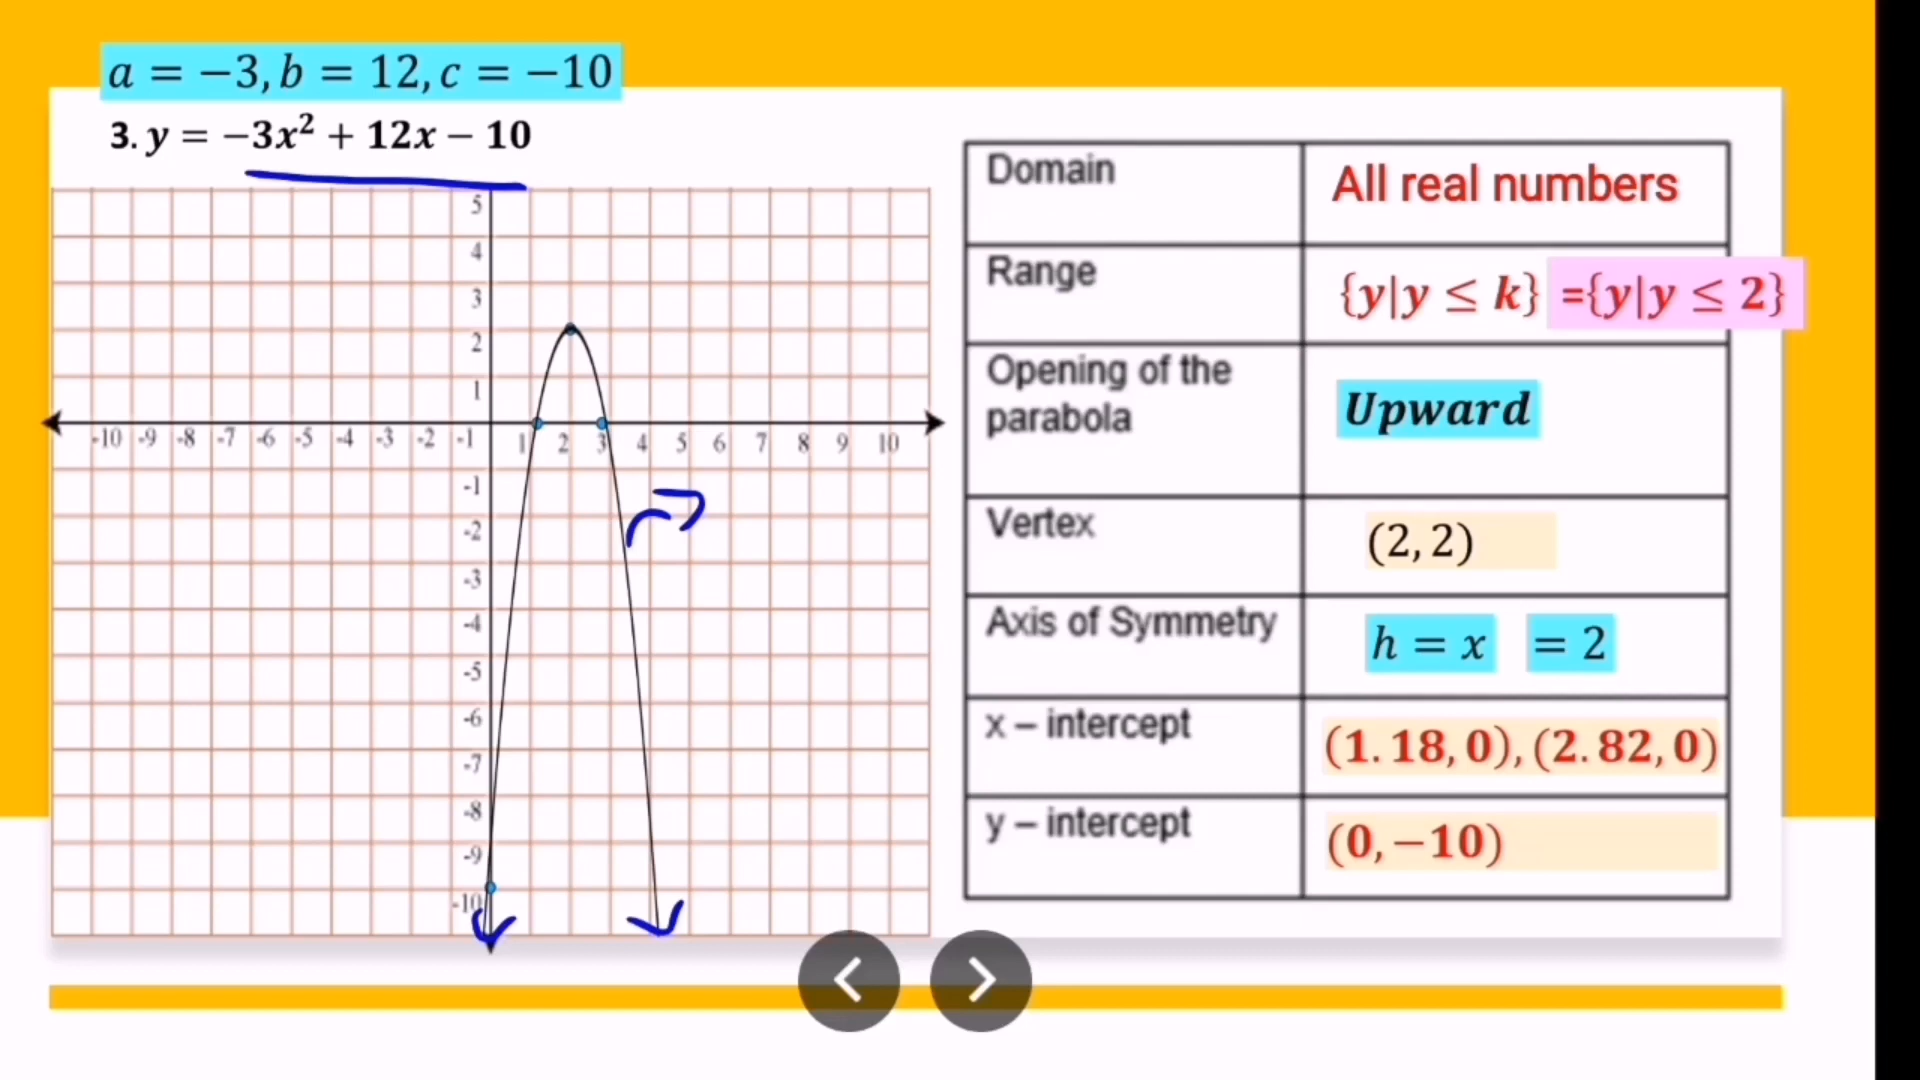 a = −3, b = 12, c = −10
3. y = −3x² + 12x − 10
5
4
3
2
1
-10 -9 -8 -7 -6 -5 -4 -3 -2 -1 1 2 3 4 5 6 7 8 9 10
-1
-2
-3
-4
-5
-6
-7
-8
-9
-10
Domain All real numbers
Range {y|y ≤ k} ={y|y ≤ 2}
Opening of the
parabola
Upward
Vertex (2, 2)
Axis of Symmetry h = x = 2
x – intercept (1.18, 0), (2.82, 0)
y – intercept (0, −10)